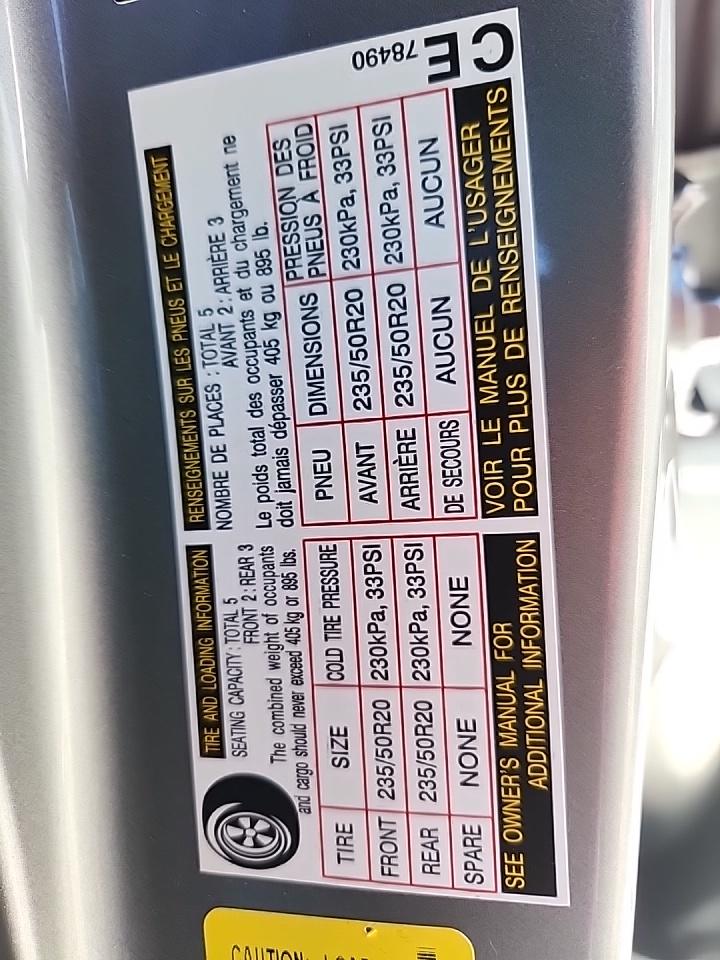 TIRE AND LOADING INFORMATION
SEATING CAPACITY: TOTAL 5
FRONT 2: REAR 3
The combined weight of occupants
and cargo should never exceed 405 kg or 895 lbs.
TIRE SIZE COLD TIRE PRESSURE
FRONT 235/50R20 230kPa, 33PSI
REAR 235/50R20 230kPa, 33PSI
SPARE NONE NONE
SEE OWNER'S MANUAL FOR
ADDITIONAL INFORMATION
RENSEIGNEMENTS SUR LES PNEUS ET LE CHARGEMENT
NOMBRE DE PLACES : TOTAL 5
AVANT 2 : ARRIÈRE 3
Le poids total des occupants et du chargement ne
doit jamais dépasser 405 kg ou 895 lb.
PNEU DIMENSIONS PRESSION DES
PNEUS À FROID
AVANT 235/50R20 230kPa, 33PSI
ARRIÈRE 235/50R20 230kPa, 33PSI
DE SECOURS AUCUN AUCUN
VOIR LE MANUEL DE L'USAGER
POUR PLUS DE RENSEIGNEMENTS
78490
CE
CAUTION: